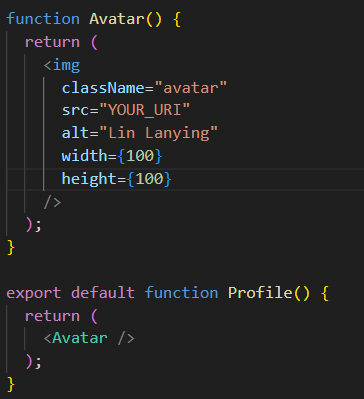 function Avatar() {
  return (
    <img
      className="avatar"
      src="YOUR_URI"
      alt="Lin Lanying"
      width={100}
      height={100}
    />
  );
}

export default function Profile() {
  return (
    <Avatar />
  );
}